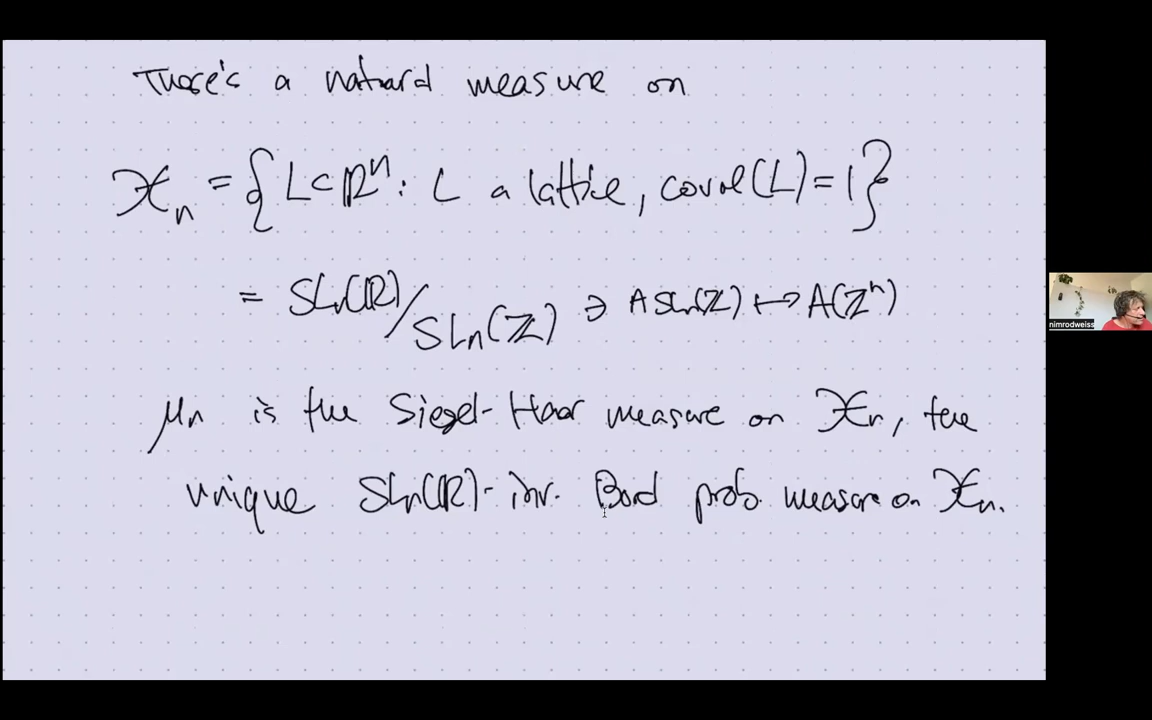 There's a natural measure on
𝒳ₙ = {L ⊂ ℝⁿ : L a lattice, covol(L) = 1}
= SLₙ(ℝ)/SLₙ(ℤ) ∋ A SLₙ(ℤ) ↦ A(ℤⁿ)
μₙ is the Siegel-Haar measure on 𝒳ₙ, the
unique SLₙ(ℝ)-inv. Borel prob. measure on 𝒳ₙ.
nimrodweiss